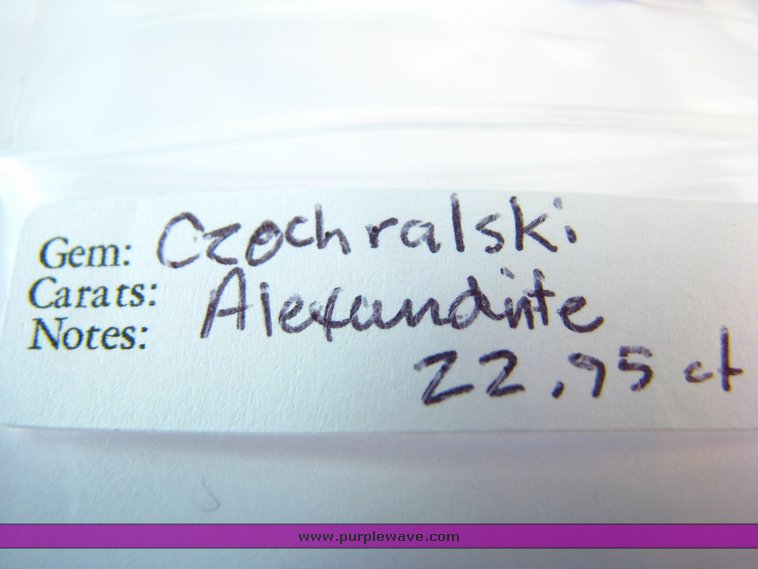 Gem: Czochralski
Carats: Alexandrite
Notes: 22.95 ct
www.purplewave.com